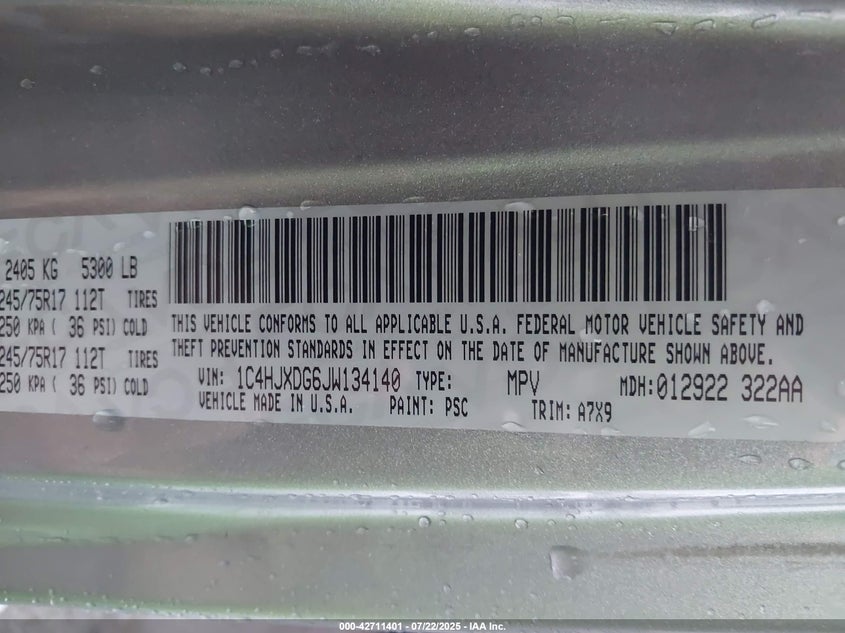 2405 KG 5300 LB
245/75R17 112T TIRES
250 KPA ( 36 PSI) COLD
245/75R17 112T TIRES
250 KPA ( 36 PSI) COLD
THIS VEHICLE CONFORMS TO ALL APPLICABLE U.S.A. FEDERAL MOTOR VEHICLE SAFETY AND
THEFT PREVENTION STANDARDS IN EFFECT ON THE DATE OF MANUFACTURE SHOWN ABOVE.
VIN: 1C4HJXDG6JW134140 TYPE: MPV MDH:012922 322AA
VEHICLE MADE IN U.S.A. PAINT: PSC TRIM: A7X9
000-42711401 - 07/22/2025 - IAA Inc.